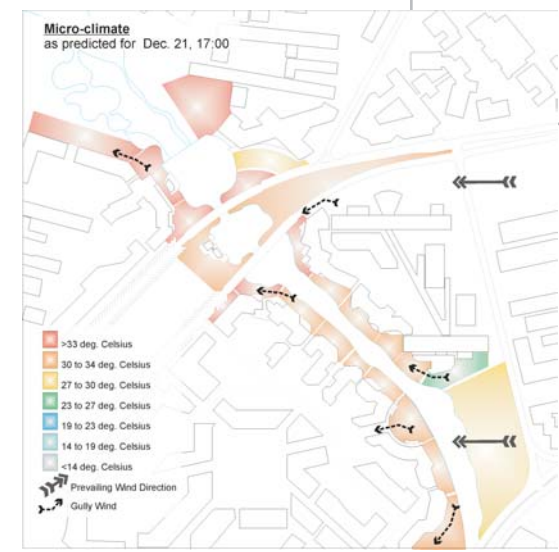 Micro-climate
as predicted for Dec. 21, 17:00
>33 deg. Celsius
30 to 34 deg. Celsius
27 to 30 deg. Celsius
23 to 27 deg. Celsius
19 to 23 deg. Celsius
14 to 19 deg. Celsius
<14 deg. Celsius
Prevailing Wind Direction
Gully Wind